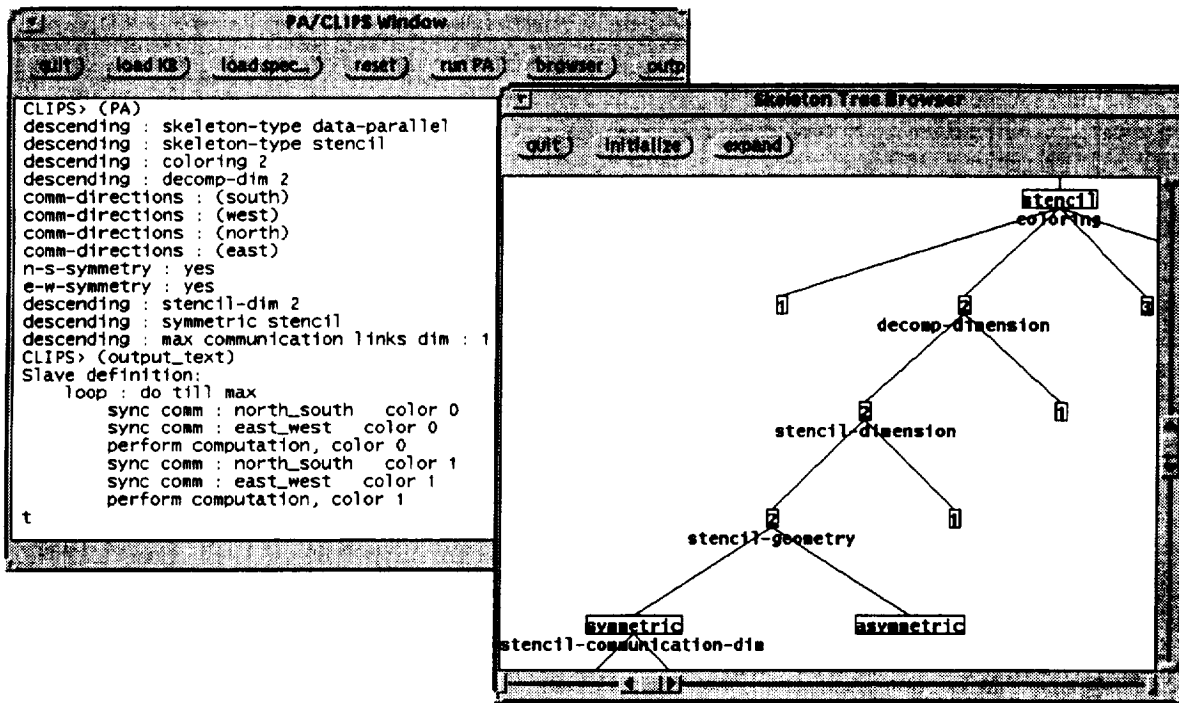 PA/CLIPS Window
quit load KB load spec... reset run PA browser outp
CLIPS> (PA)
descending : skeleton-type data-parallel
descending : skeleton-type stencil
descending : coloring 2
descending : decomp-dim 2
comm-directions : (south)
comm-directions : (west)
comm-directions : (north)
comm-directions : (east)
n-s-symmetry : yes
e-w-symmetry : yes
descending : stencil-dim 2
descending : symmetric stencil
descending : max communication links dim : 1
CLIPS> (output_text)
Slave definition:
loop : do till max
sync comm : north_south color 0
sync comm : east_west color 0
perform computation, color 0
sync comm : north_south color 1
sync comm : east_west color 1
perform computation, color 1
t
Skeleton Tree Browser
quit initialize expand
stencil
coloring
1 2 3
decomp-dimension
2 1
stencil-dimension
2 1
stencil-geometry
symmetric asymmetric
stencil-communication-dim